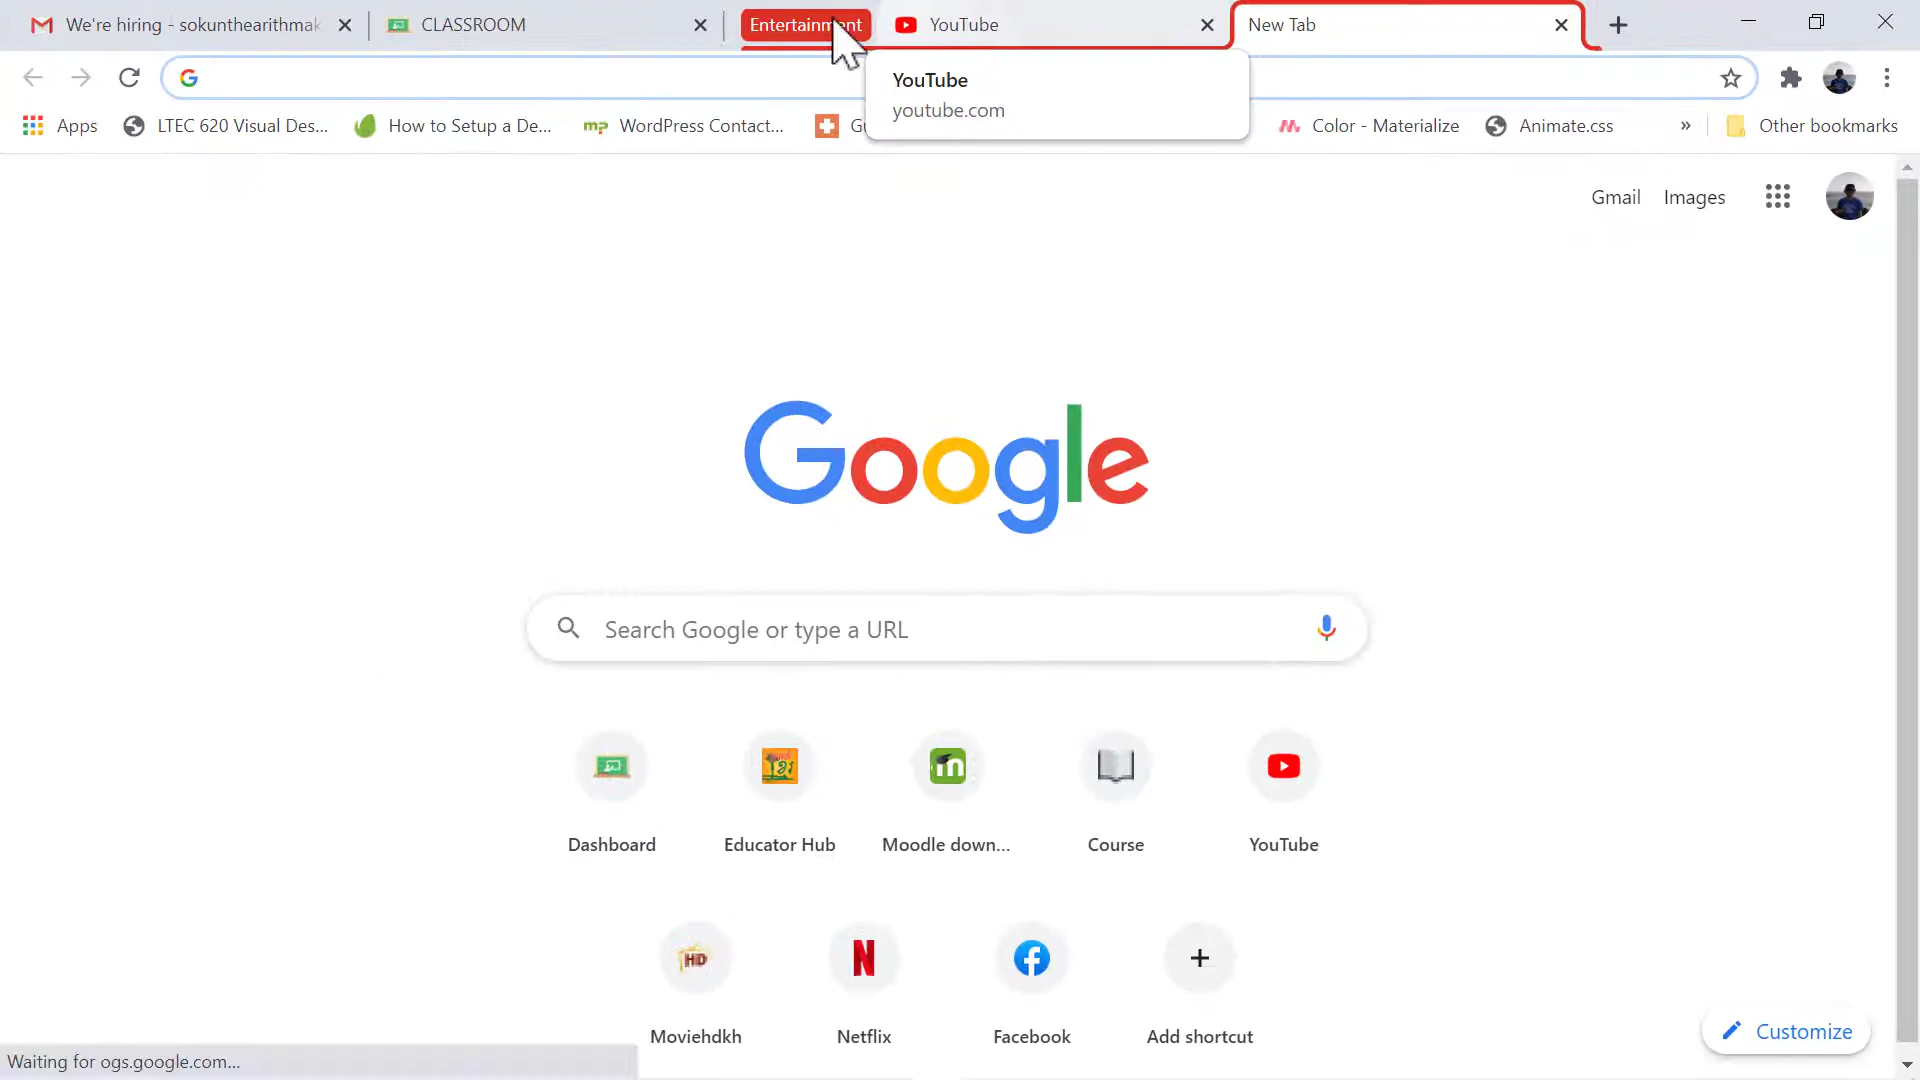 We're hiring - sokunthearithmak
CLASSROOM
Entertainment
YouTube
New Tab
YouTube
youtube.com
Apps
LTEC 620 Visual Des...
How to Setup a De...
WordPress Contact...
Color - Materialize
Animate.css
»
Other bookmarks
Gmail
Images
Google
Search Google or type a URL
Dashboard
Educator Hub
Moodle down...
Course
YouTube
Moviehdkh
Netflix
Facebook
Add shortcut
Customize
Waiting for ogs.google.com...